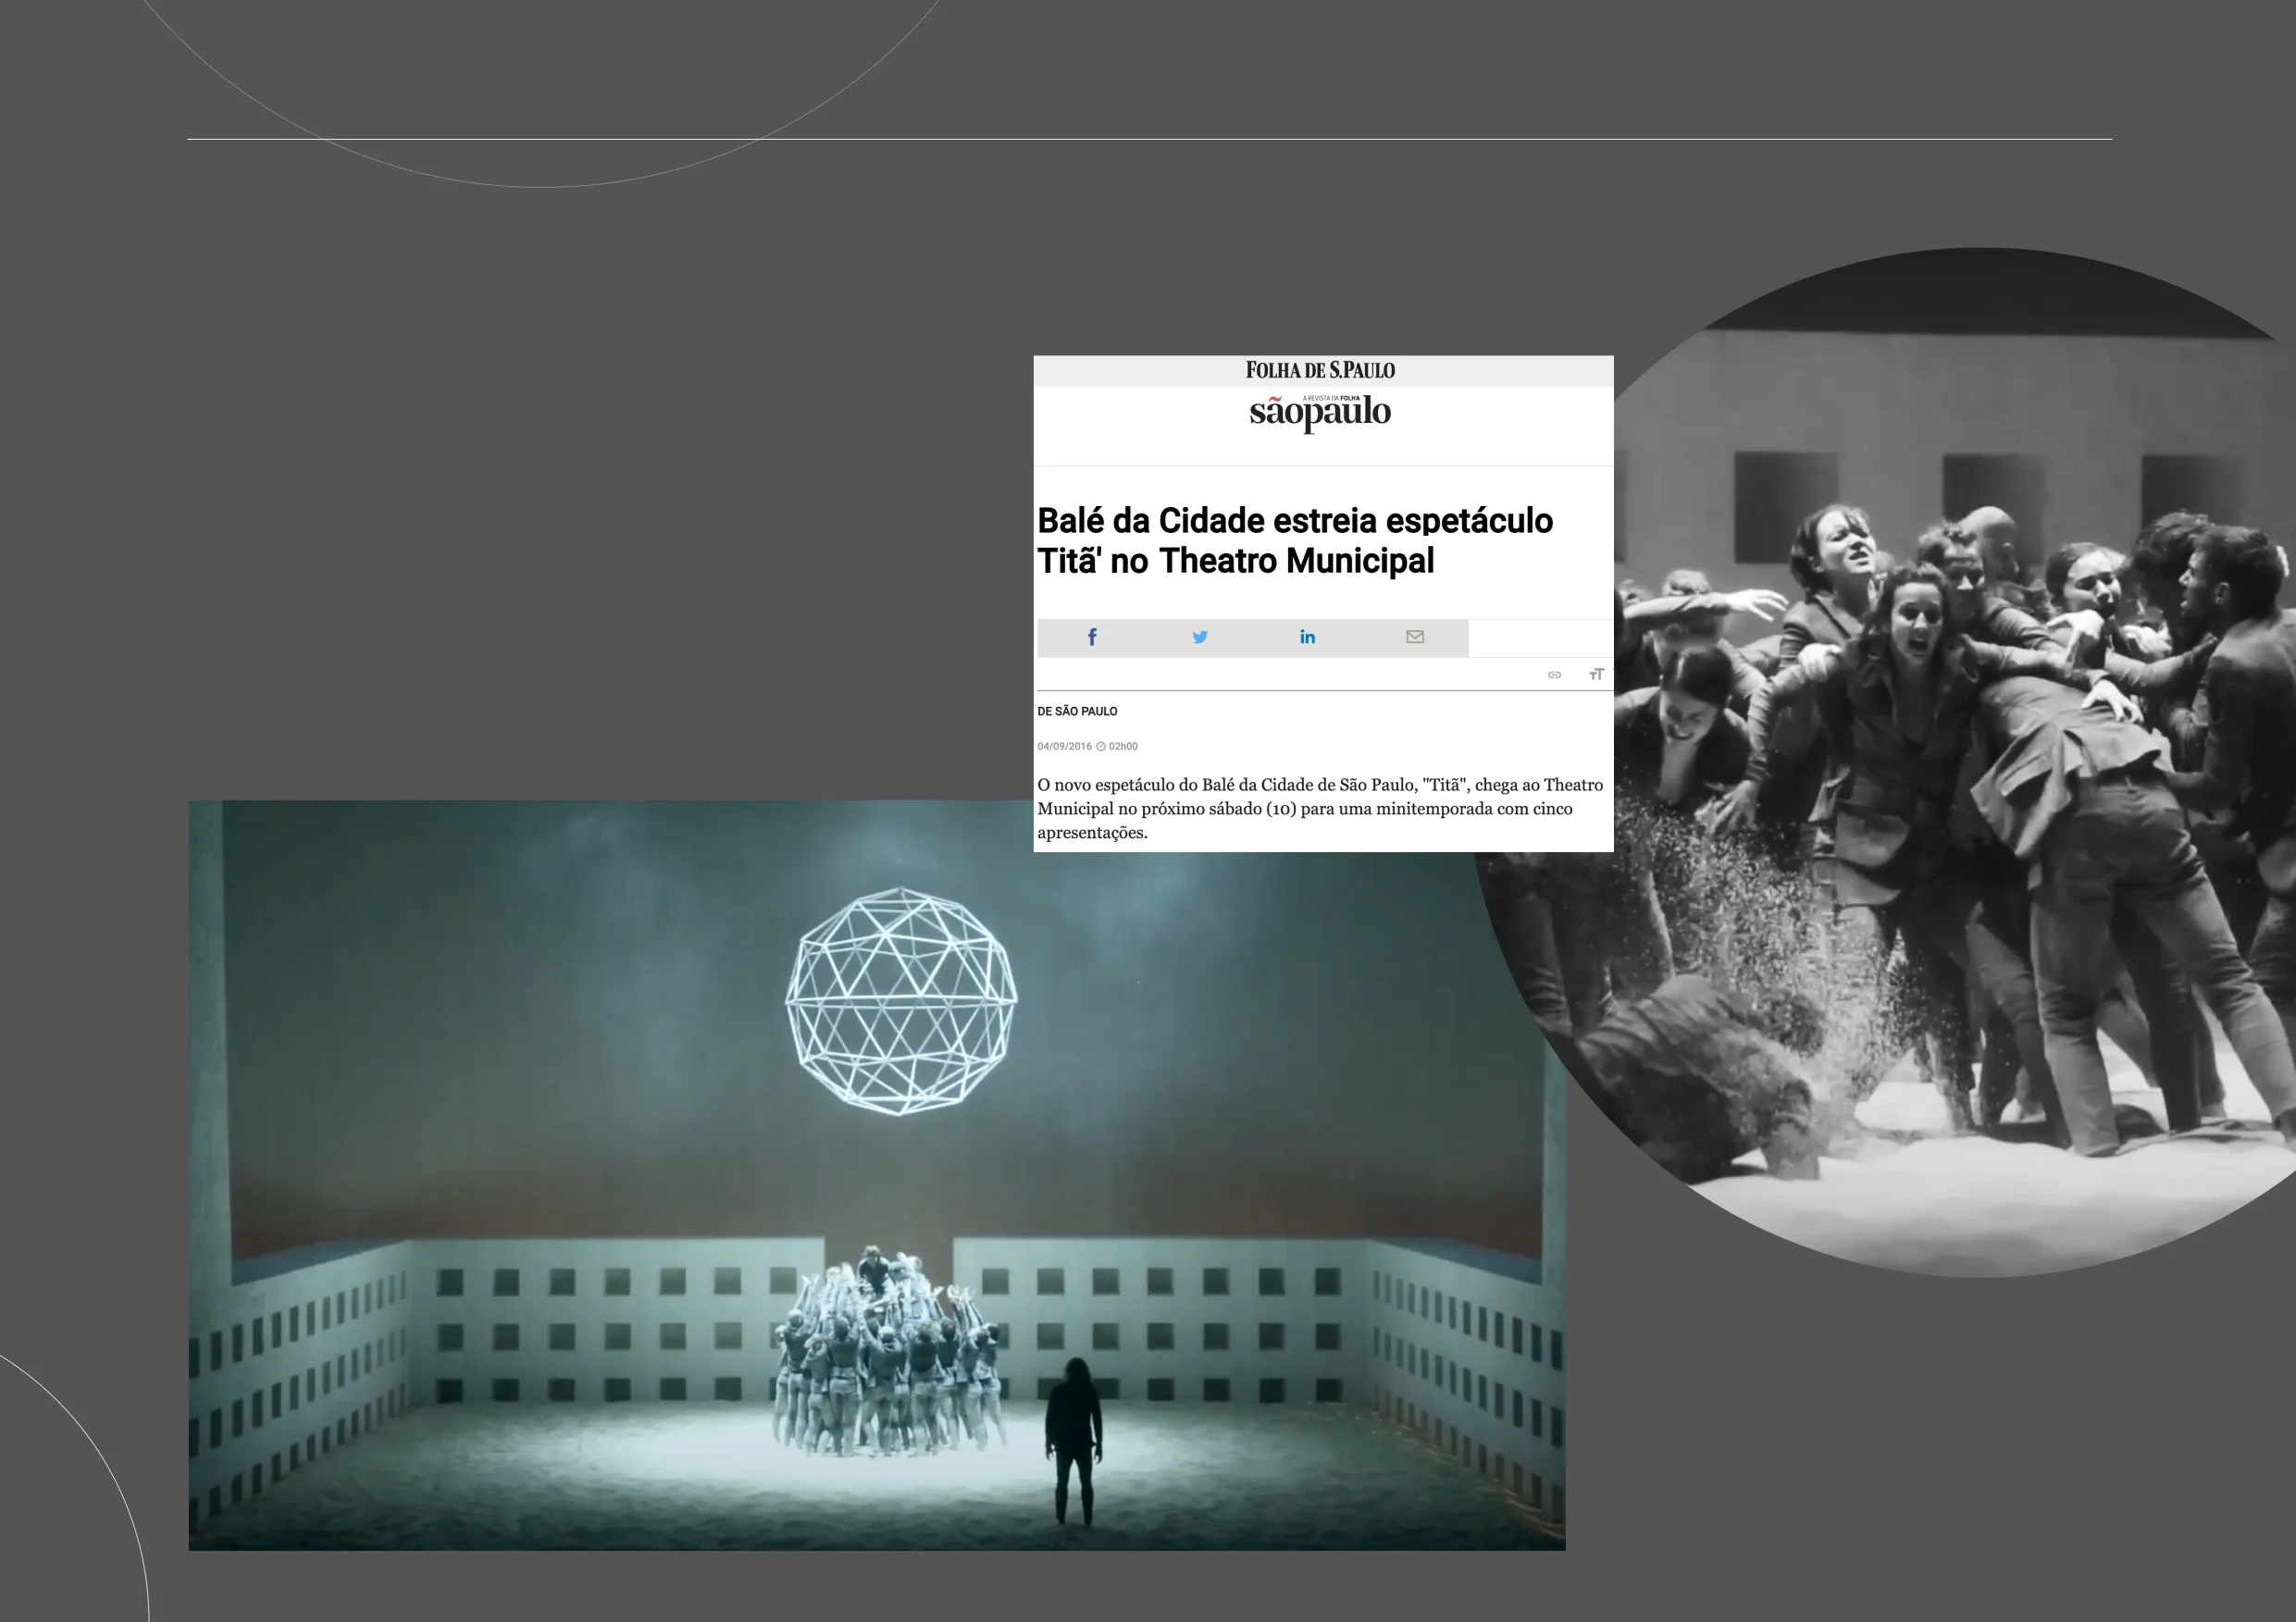 FOLHA DE S.PAULO
A REVISTA DA FOLHA
sãopaulo
Balé da Cidade estreia espetáculo
Titã' no Theatro Municipal
f
in
TT
DE SÃO PAULO
04/09/2016 02h00
O novo espetáculo do Balé da Cidade de São Paulo, "Titã", chega ao Theatro
Municipal no próximo sábado (10) para uma minitemporada com cinco
apresentações.